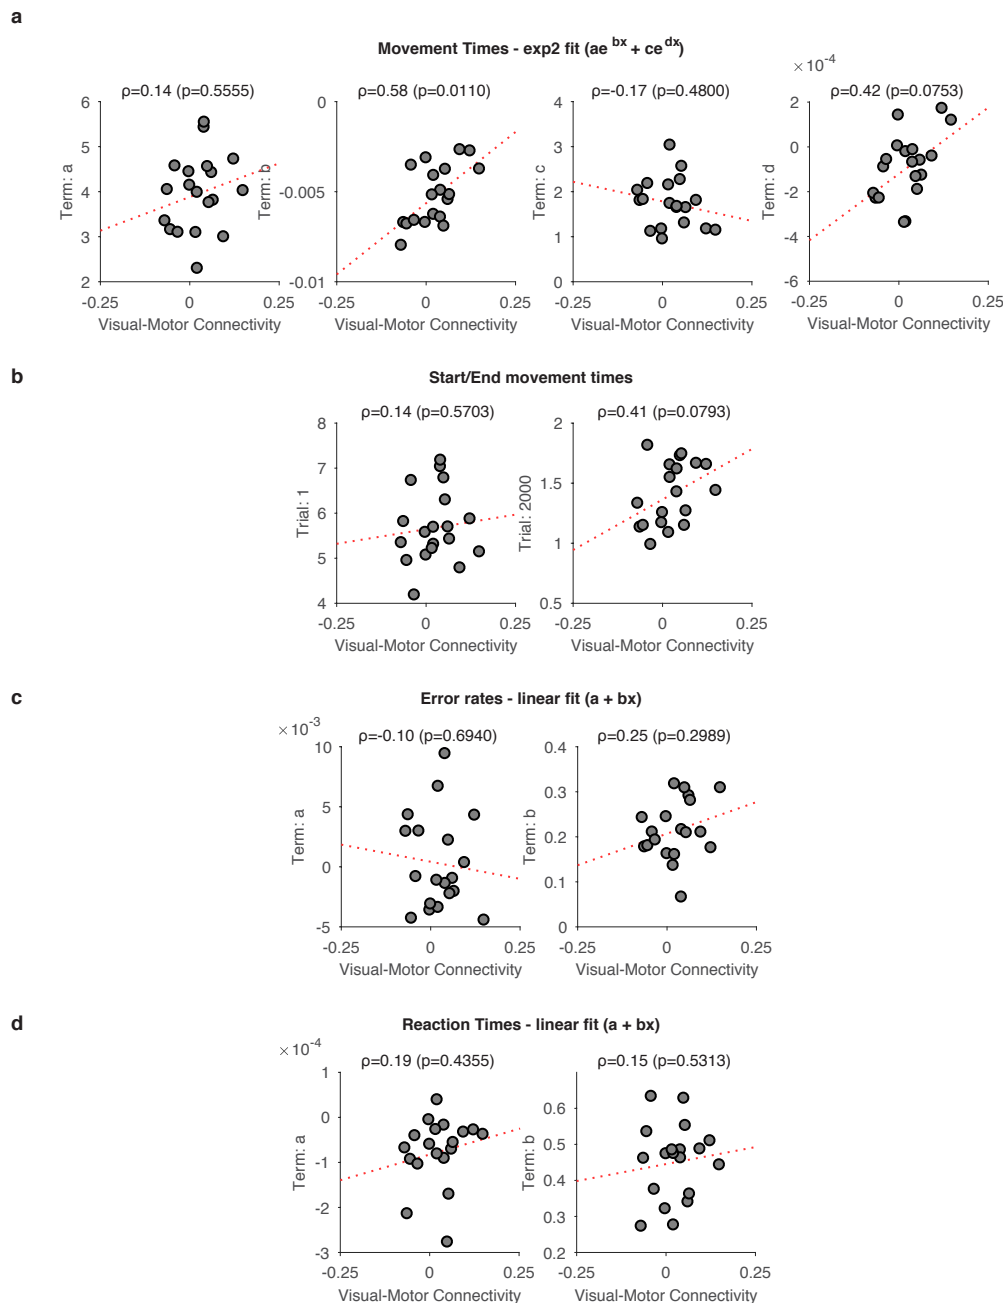 a
Movement Times - exp2 fit (ae^bx + ce^dx)
ρ=0.14 (p=0.5555)
Term: a
6
5
4
3
2
-0.25 0 0.25
Visual-Motor Connectivity
ρ=0.58 (p=0.0110)
Term: b
0
-0.005
-0.01
-0.25 0 0.25
Visual-Motor Connectivity
ρ=-0.17 (p=0.4800)
Term: c
4
3
2
1
0
-0.25 0 0.25
Visual-Motor Connectivity
×10^-4
ρ=0.42 (p=0.0753)
Term: d
2
0
-2
-4
-6
-0.25 0 0.25
Visual-Motor Connectivity
b
Start/End movement times
ρ=0.14 (p=0.5703)
Trial: 1
8
7
6
5
4
-0.25 0 0.25
Visual-Motor Connectivity
ρ=0.41 (p=0.0793)
Trial: 2000
2
1.5
1
0.5
-0.25 0 0.25
Visual-Motor Connectivity
c
Error rates - linear fit (a + bx)
×10^-3
ρ=-0.10 (p=0.6940)
Term: a
10
5
0
-5
-0.25 0 0.25
Visual-Motor Connectivity
ρ=0.25 (p=0.2989)
Term: b
0.4
0.3
0.2
0.1
0
-0.25 0 0.25
Visual-Motor Connectivity
d
Reaction Times - linear fit (a + bx)
×10^-4
ρ=0.19 (p=0.4355)
Term: a
1
0
-1
-2
-3
-0.25 0 0.25
Visual-Motor Connectivity
ρ=0.15 (p=0.5313)
Term: b
0.6
0.5
0.4
0.3
0.2
-0.25 0 0.25
Visual-Motor Connectivity